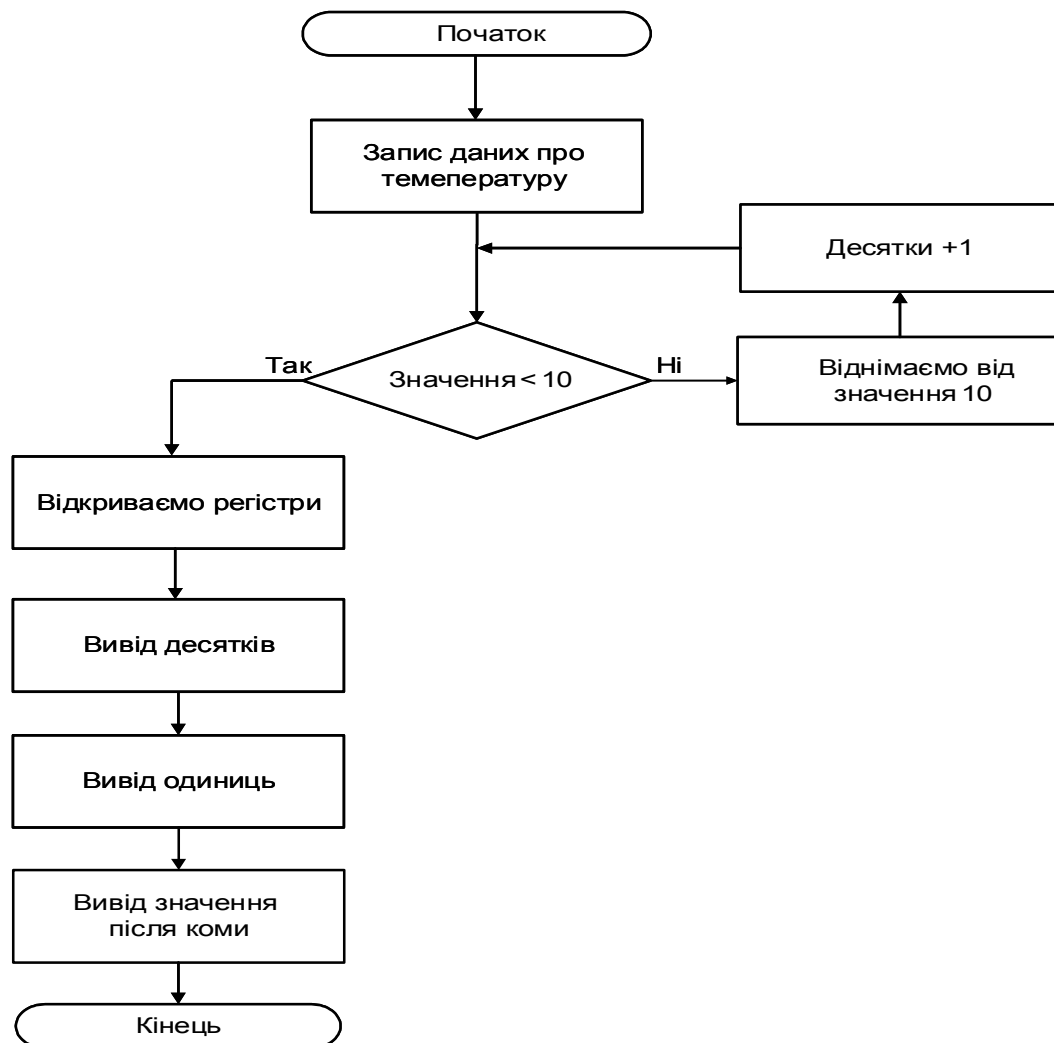 Початок
Запис даних про
темепературу
Десятки +1
Значення < 10
Так
Ні
Віднімаємо від
значення 10
Відкриваємо регістри
Вивід десятків
Вивід одиниць
Вивід значення
після коми
Кінець